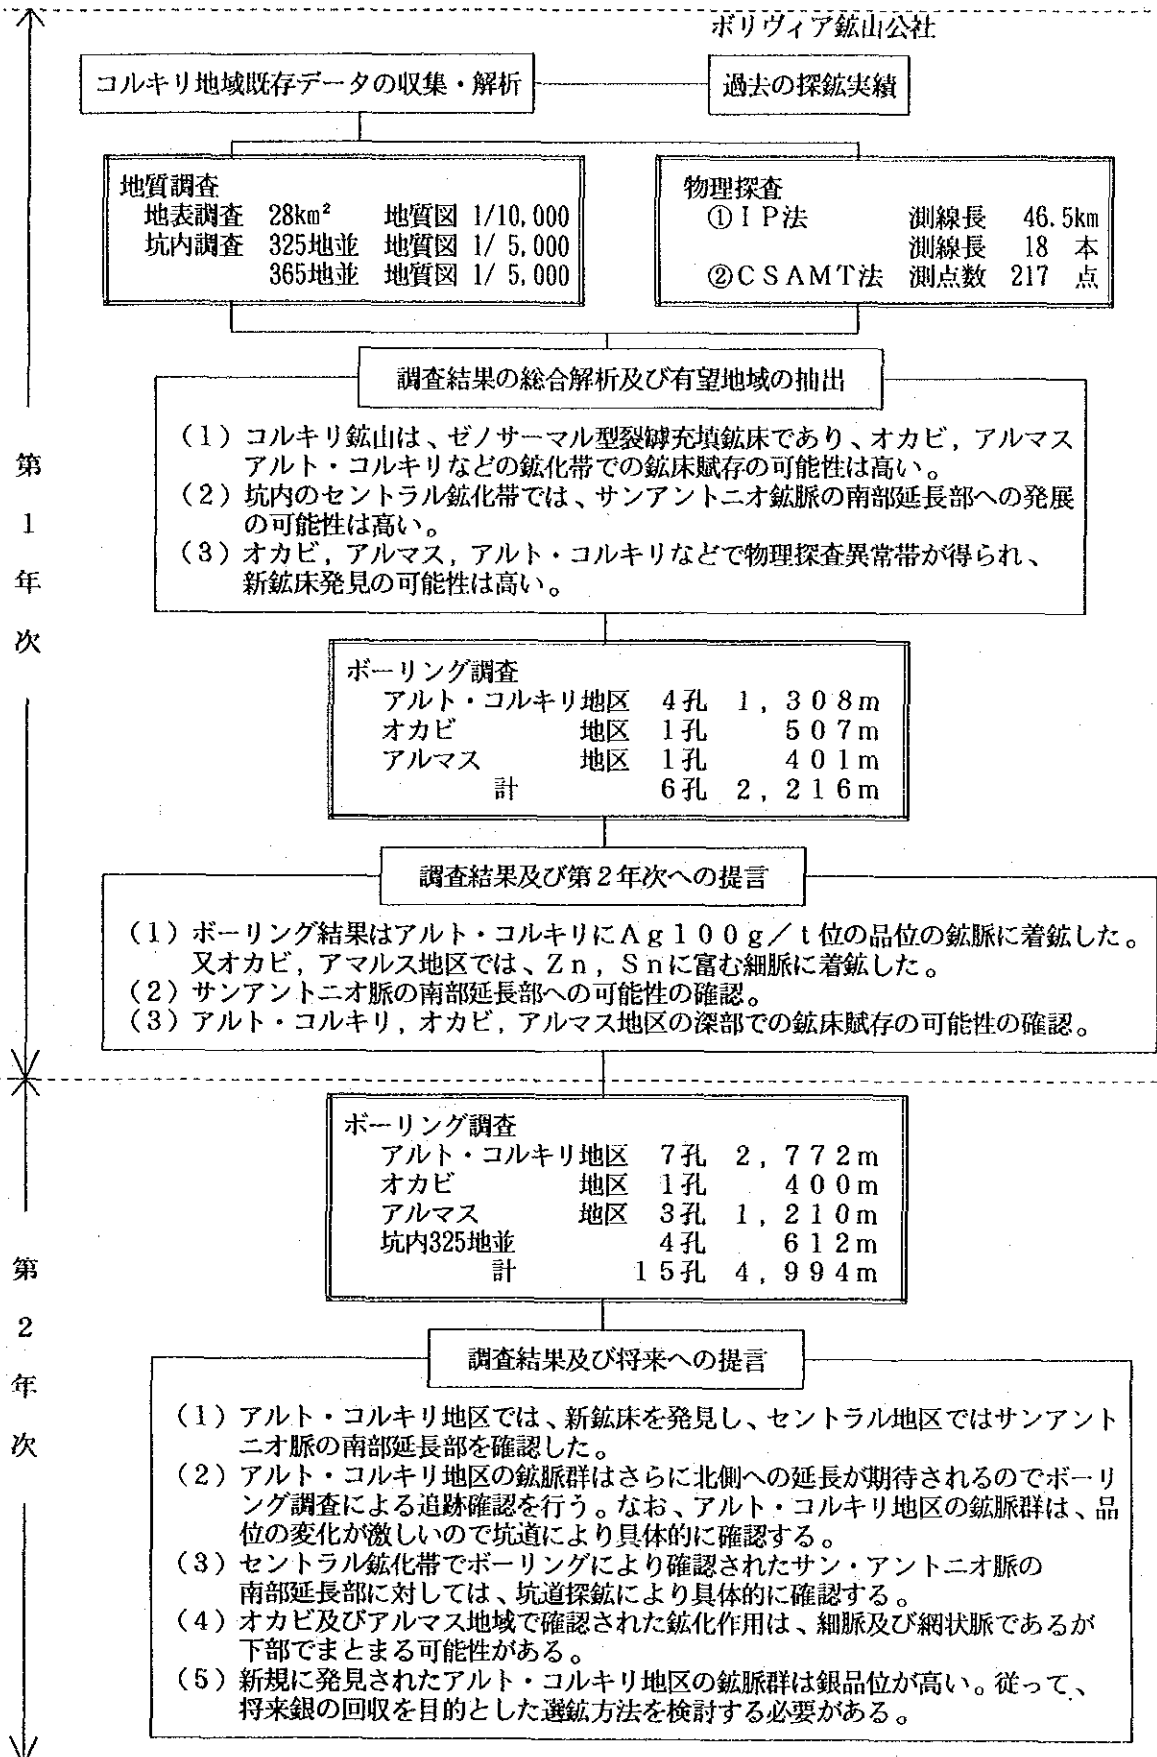 ボリヴィア鉱山公社
コルキリ地域既存データの収集・解析
過去の探鉱実績
地質調査
地表調査 28km² 地質図 1/10,000
坑内調査 325地並 地質図 1/ 5,000
365地並 地質図 1/ 5,000
物理探査
①ＩＰ法 測線長 46.5km
測線長 18 本
②ＣＳＡＭＴ法 測点数 217 点
調査結果の総合解析及び有望地域の抽出
（１）コルキリ鉱山は、ゼノサーマル型裂罅充填鉱床であり、オカビ，アルマス
アルト・コルキリなどの鉱化帯での鉱床賦存の可能性は高い。
（２）坑内のセントラル鉱化帯では、サンアントニオ鉱脈の南部延長部への発展
の可能性は高い。
（３）オカビ，アルマス，アルト・コルキリなどで物理探査異常帯が得られ、
新鉱床発見の可能性は高い。
第
1
年
次
ボーリング調査
アルト・コルキリ地区 ４孔 １，３０８ｍ
オカビ 地区 １孔 ５０７ｍ
アルマス 地区 １孔 ４０１ｍ
計 ６孔 ２，２１６ｍ
調査結果及び第２年次への提言
（１）ボーリング結果はアルト・コルキリにＡｇ１００ｇ／ｔ位の品位の鉱脈に着鉱した。
又オカビ，アマルス地区では、Ｚｎ，Ｓｎに富む細脈に着鉱した。
（２）サンアントニオ脈の南部延長部への可能性の確認。
（３）アルト・コルキリ，オカビ，アルマス地区の深部での鉱床賦存の可能性の確認。
ボーリング調査
アルト・コルキリ地区 ７孔 ２，７７２ｍ
オカビ 地区 １孔 ４００ｍ
アルマス 地区 ３孔 １，２１０ｍ
坑内325地並 ４孔 ６１２ｍ
計 １５孔 ４，９９４ｍ
第
2
年
次
調査結果及び将来への提言
（１）アルト・コルキリ地区では、新鉱床を発見し、セントラル地区ではサンアント
ニオ脈の南部延長部を確認した。
（２）アルト・コルキリ地区の鉱脈群はさらに北側への延長が期待されるのでボーリ
ング調査による追跡確認を行う。なお、アルト・コルキリ地区の鉱脈群は、品
位の変化が激しいので坑道により具体的に確認する。
（３）セントラル鉱化帯でボーリングにより確認されたサン・アントニオ脈の
南部延長部に対しては、坑道探鉱により具体的に確認する。
（４）オカビ及びアルマス地域で確認された鉱化作用は、細脈及び網状脈であるが
下部でまとまる可能性がある。
（５）新規に発見されたアルト・コルキリ地区の鉱脈群は銀品位が高い。従って、
将来銀の回収を目的とした選鉱方法を検討する必要がある。